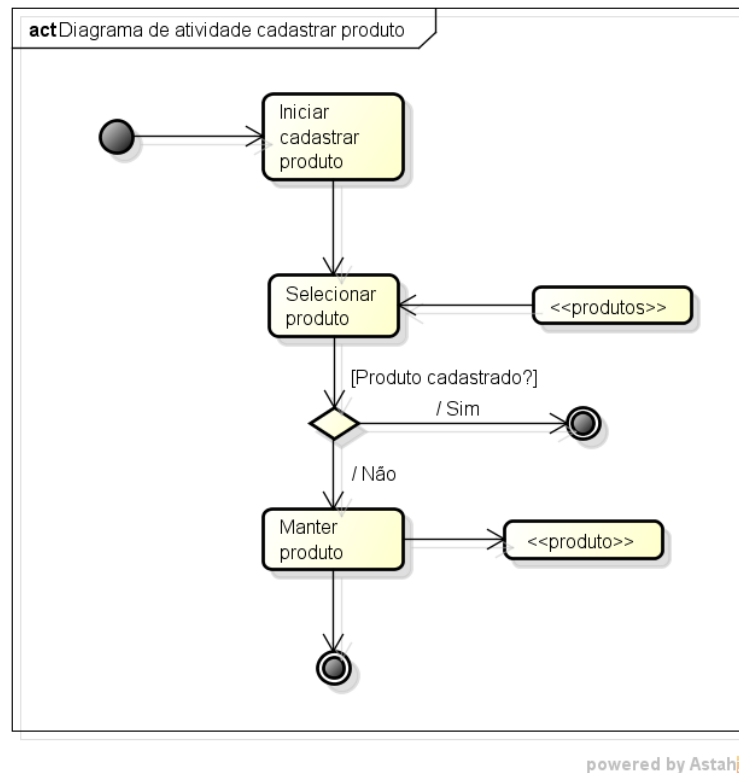 act Diagrama de atividade cadastrar produto
Iniciar
cadastrar
produto
Selecionar
produto
<<produtos>>
[Produto cadastrado?]
/ Sim
/ Não
Manter
produto
<<produto>>
powered by Astah